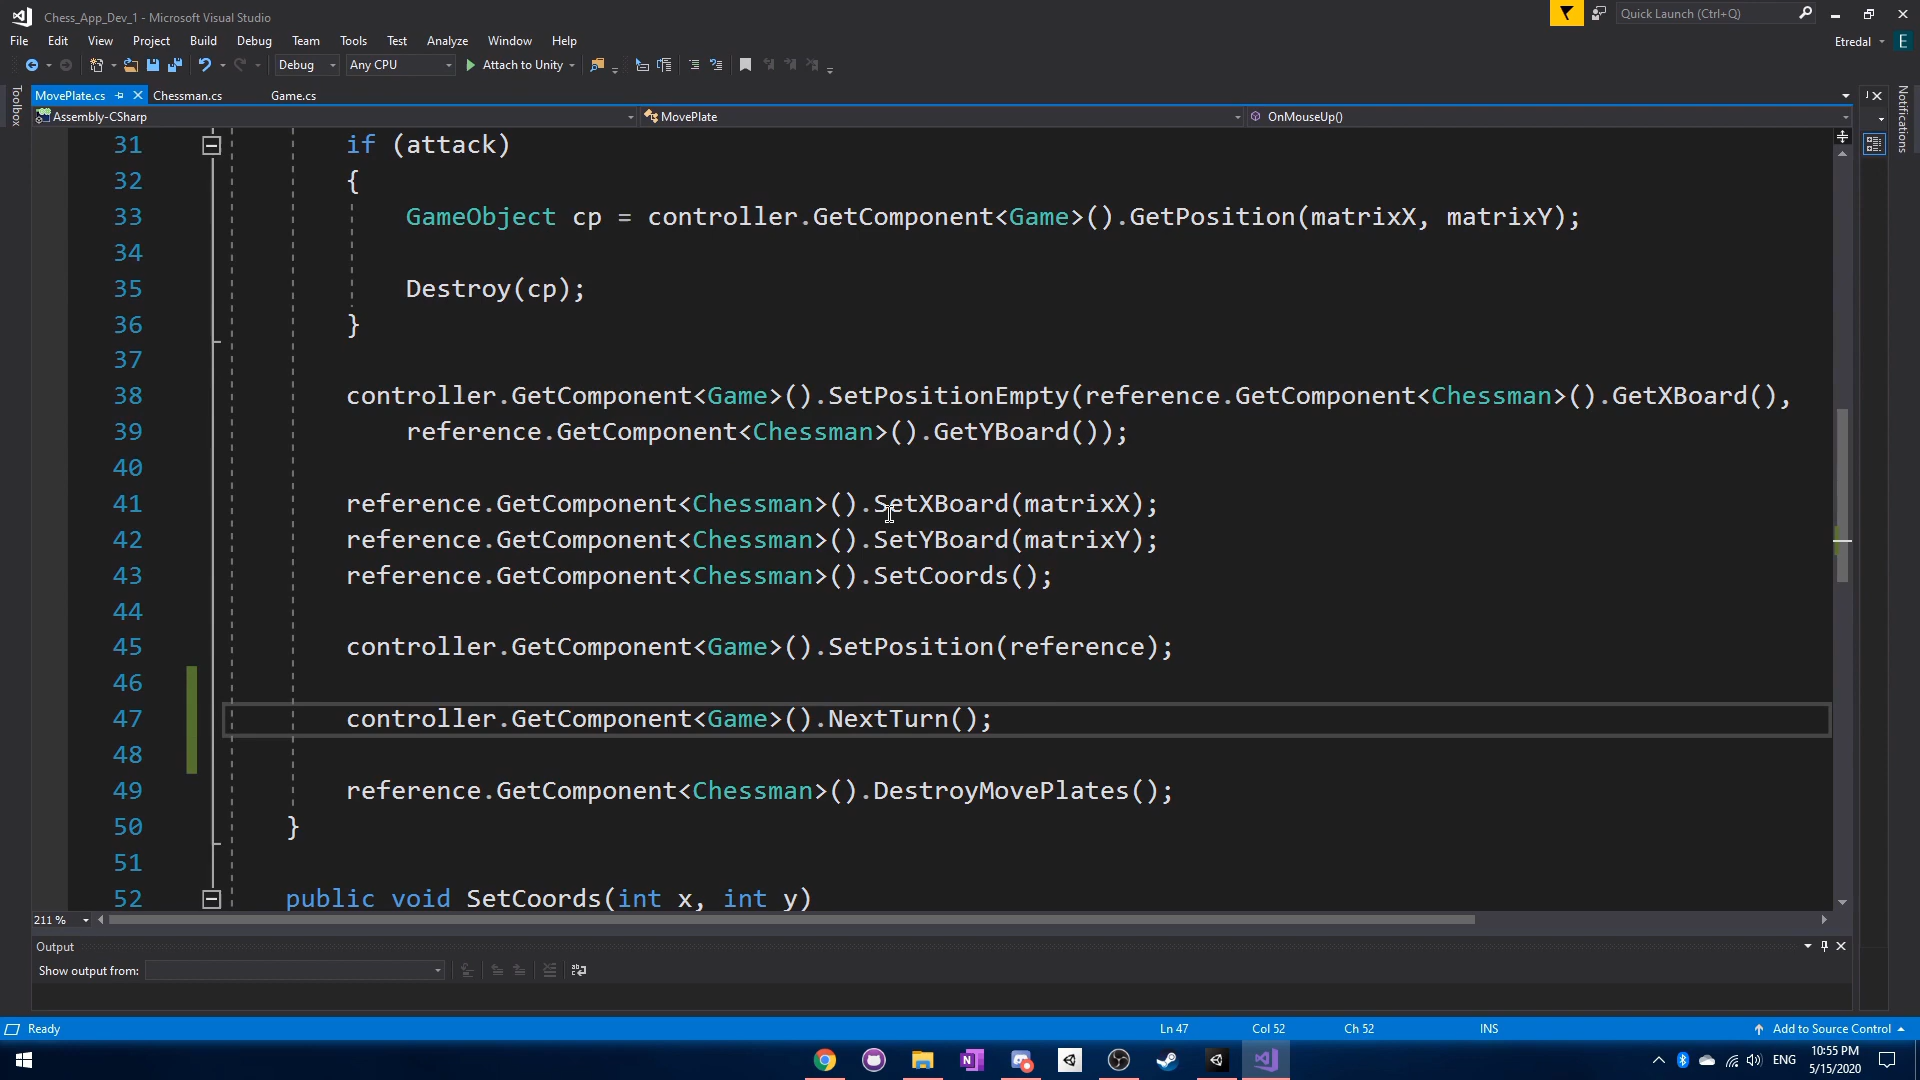 Chess_App_Dev_1 - Microsoft Visual Studio
Quick Launch (Ctrl+Q)
File Edit View Project Build Debug Team Tools Test Analyze Window Help
Etredal E
Debug Any CPU Attach to Unity
Toolbox
Notifications
MovePlate.cs Chessman.cs Game.cs
Assembly-CSharp MovePlate OnMouseUp()
31 if (attack)
32 {
33 GameObject cp = controller.GetComponent<Game>().GetPosition(matrixX, matrixY);
34
35 Destroy(cp);
36 }
37
38 controller.GetComponent<Game>().SetPositionEmpty(reference.GetComponent<Chessman>().GetXBoard(),
39 reference.GetComponent<Chessman>().GetYBoard());
40
41 reference.GetComponent<Chessman>().SetXBoard(matrixX);
42 reference.GetComponent<Chessman>().SetYBoard(matrixY);
43 reference.GetComponent<Chessman>().SetCoords();
44
45 controller.GetComponent<Game>().SetPosition(reference);
46
47 controller.GetComponent<Game>().NextTurn();
48
49 reference.GetComponent<Chessman>().DestroyMovePlates();
50 }
51
52 public void SetCoords(int x, int y)
211 %
Output
Show output from:
Ready Ln 47 Col 52 Ch 52 INS Add to Source Control
ENG 10:55 PM
5/15/2020